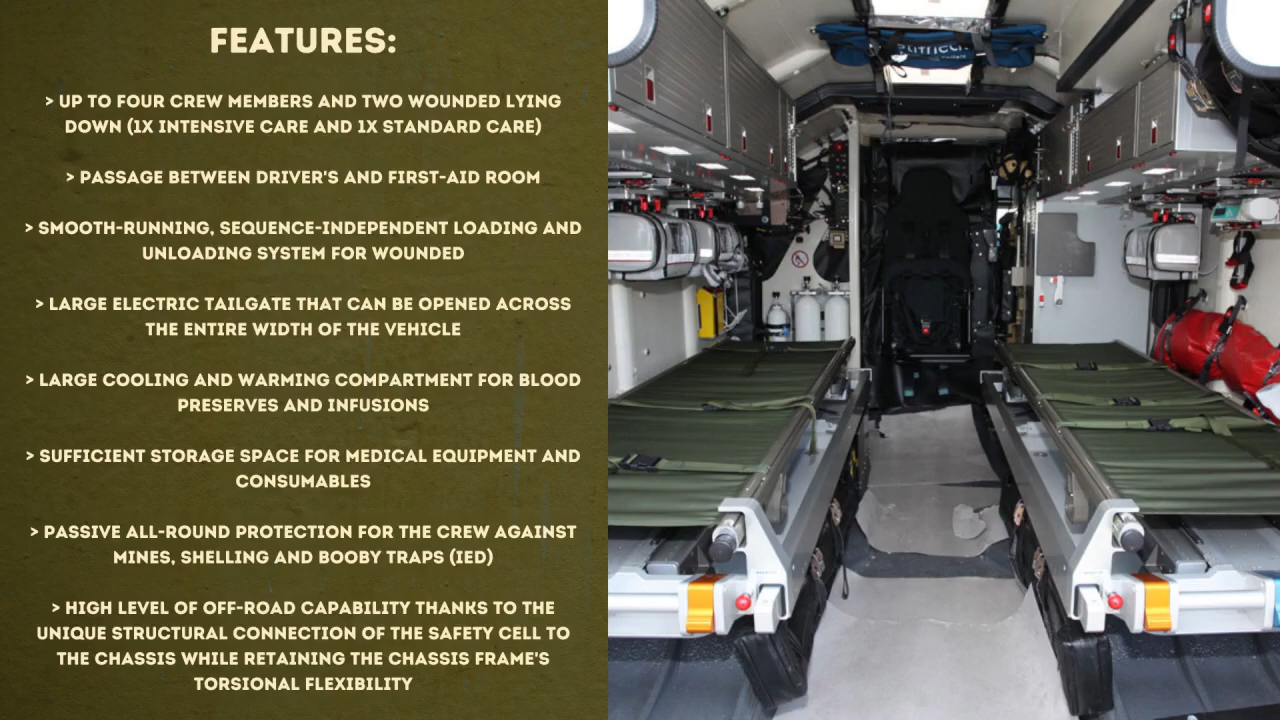 FEATURES:
> UP TO FOUR CREW MEMBERS AND TWO WOUNDED LYING
DOWN (1X INTENSIVE CARE AND 1X STANDARD CARE)
> PASSAGE BETWEEN DRIVER'S AND FIRST-AID ROOM
> SMOOTH-RUNNING, SEQUENCE-INDEPENDENT LOADING AND
UNLOADING SYSTEM FOR WOUNDED
> LARGE ELECTRIC TAILGATE THAT CAN BE OPENED ACROSS
THE ENTIRE WIDTH OF THE VEHICLE
> LARGE COOLING AND WARMING COMPARTMENT FOR BLOOD
PRESERVES AND INFUSIONS
> SUFFICIENT STORAGE SPACE FOR MEDICAL EQUIPMENT AND
CONSUMABLES
> PASSIVE ALL-ROUND PROTECTION FOR THE CREW AGAINST
MINES, SHELLING AND BOOBY TRAPS (IED)
> HIGH LEVEL OF OFF-ROAD CAPABILITY THANKS TO THE
UNIQUE STRUCTURAL CONNECTION OF THE SAFETY CELL TO
THE CHASSIS WHILE RETAINING THE CHASSIS FRAME'S
TORSIONAL FLEXIBILITY